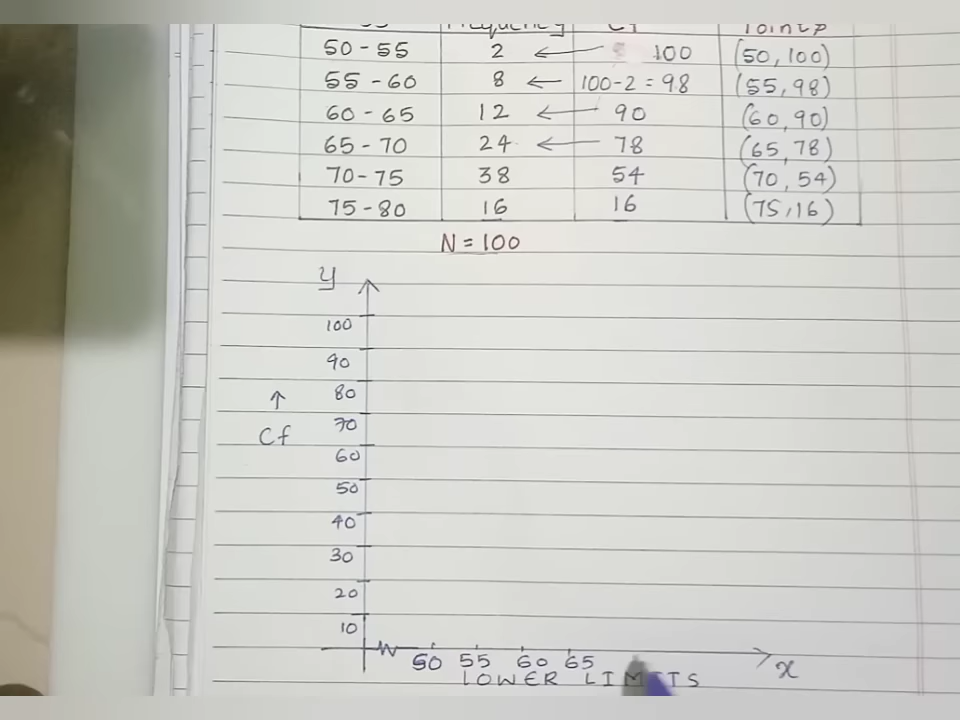 50-55 2 100 (50,100)
55-60 8 100-2=98 (55,98)
60-65 12 90 (60,90)
65-70 24 78 (65,78)
70-75 38 54 (70,54)
75-80 16 16 (75,16)
N=100
y
100
90
80
Cf
70
60
50
40
30
20
10
50 55 60 65 x
LOWER LIMITS